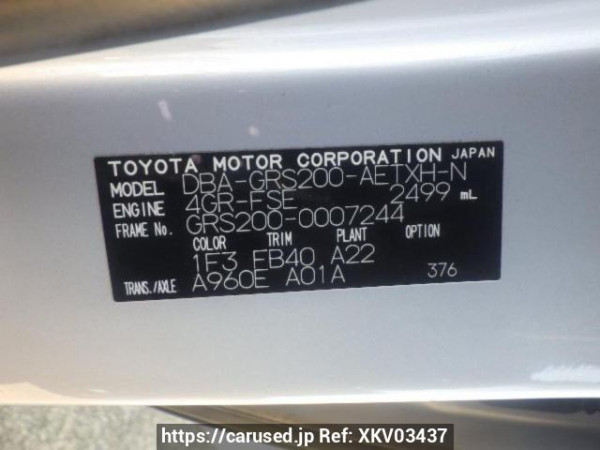 TOYOTA MOTOR CORPORATION JAPAN
MODEL DBA-GRS200-AETXH-N
ENGINE 4GR-FSE 2499 mL
FRAME No. GRS200-0007244
COLOR TRIM PLANT OPTION
1F3 FB40 A22
TRANS./AXLE A960E A01A 376
https://carused.jp Ref: XKV03437